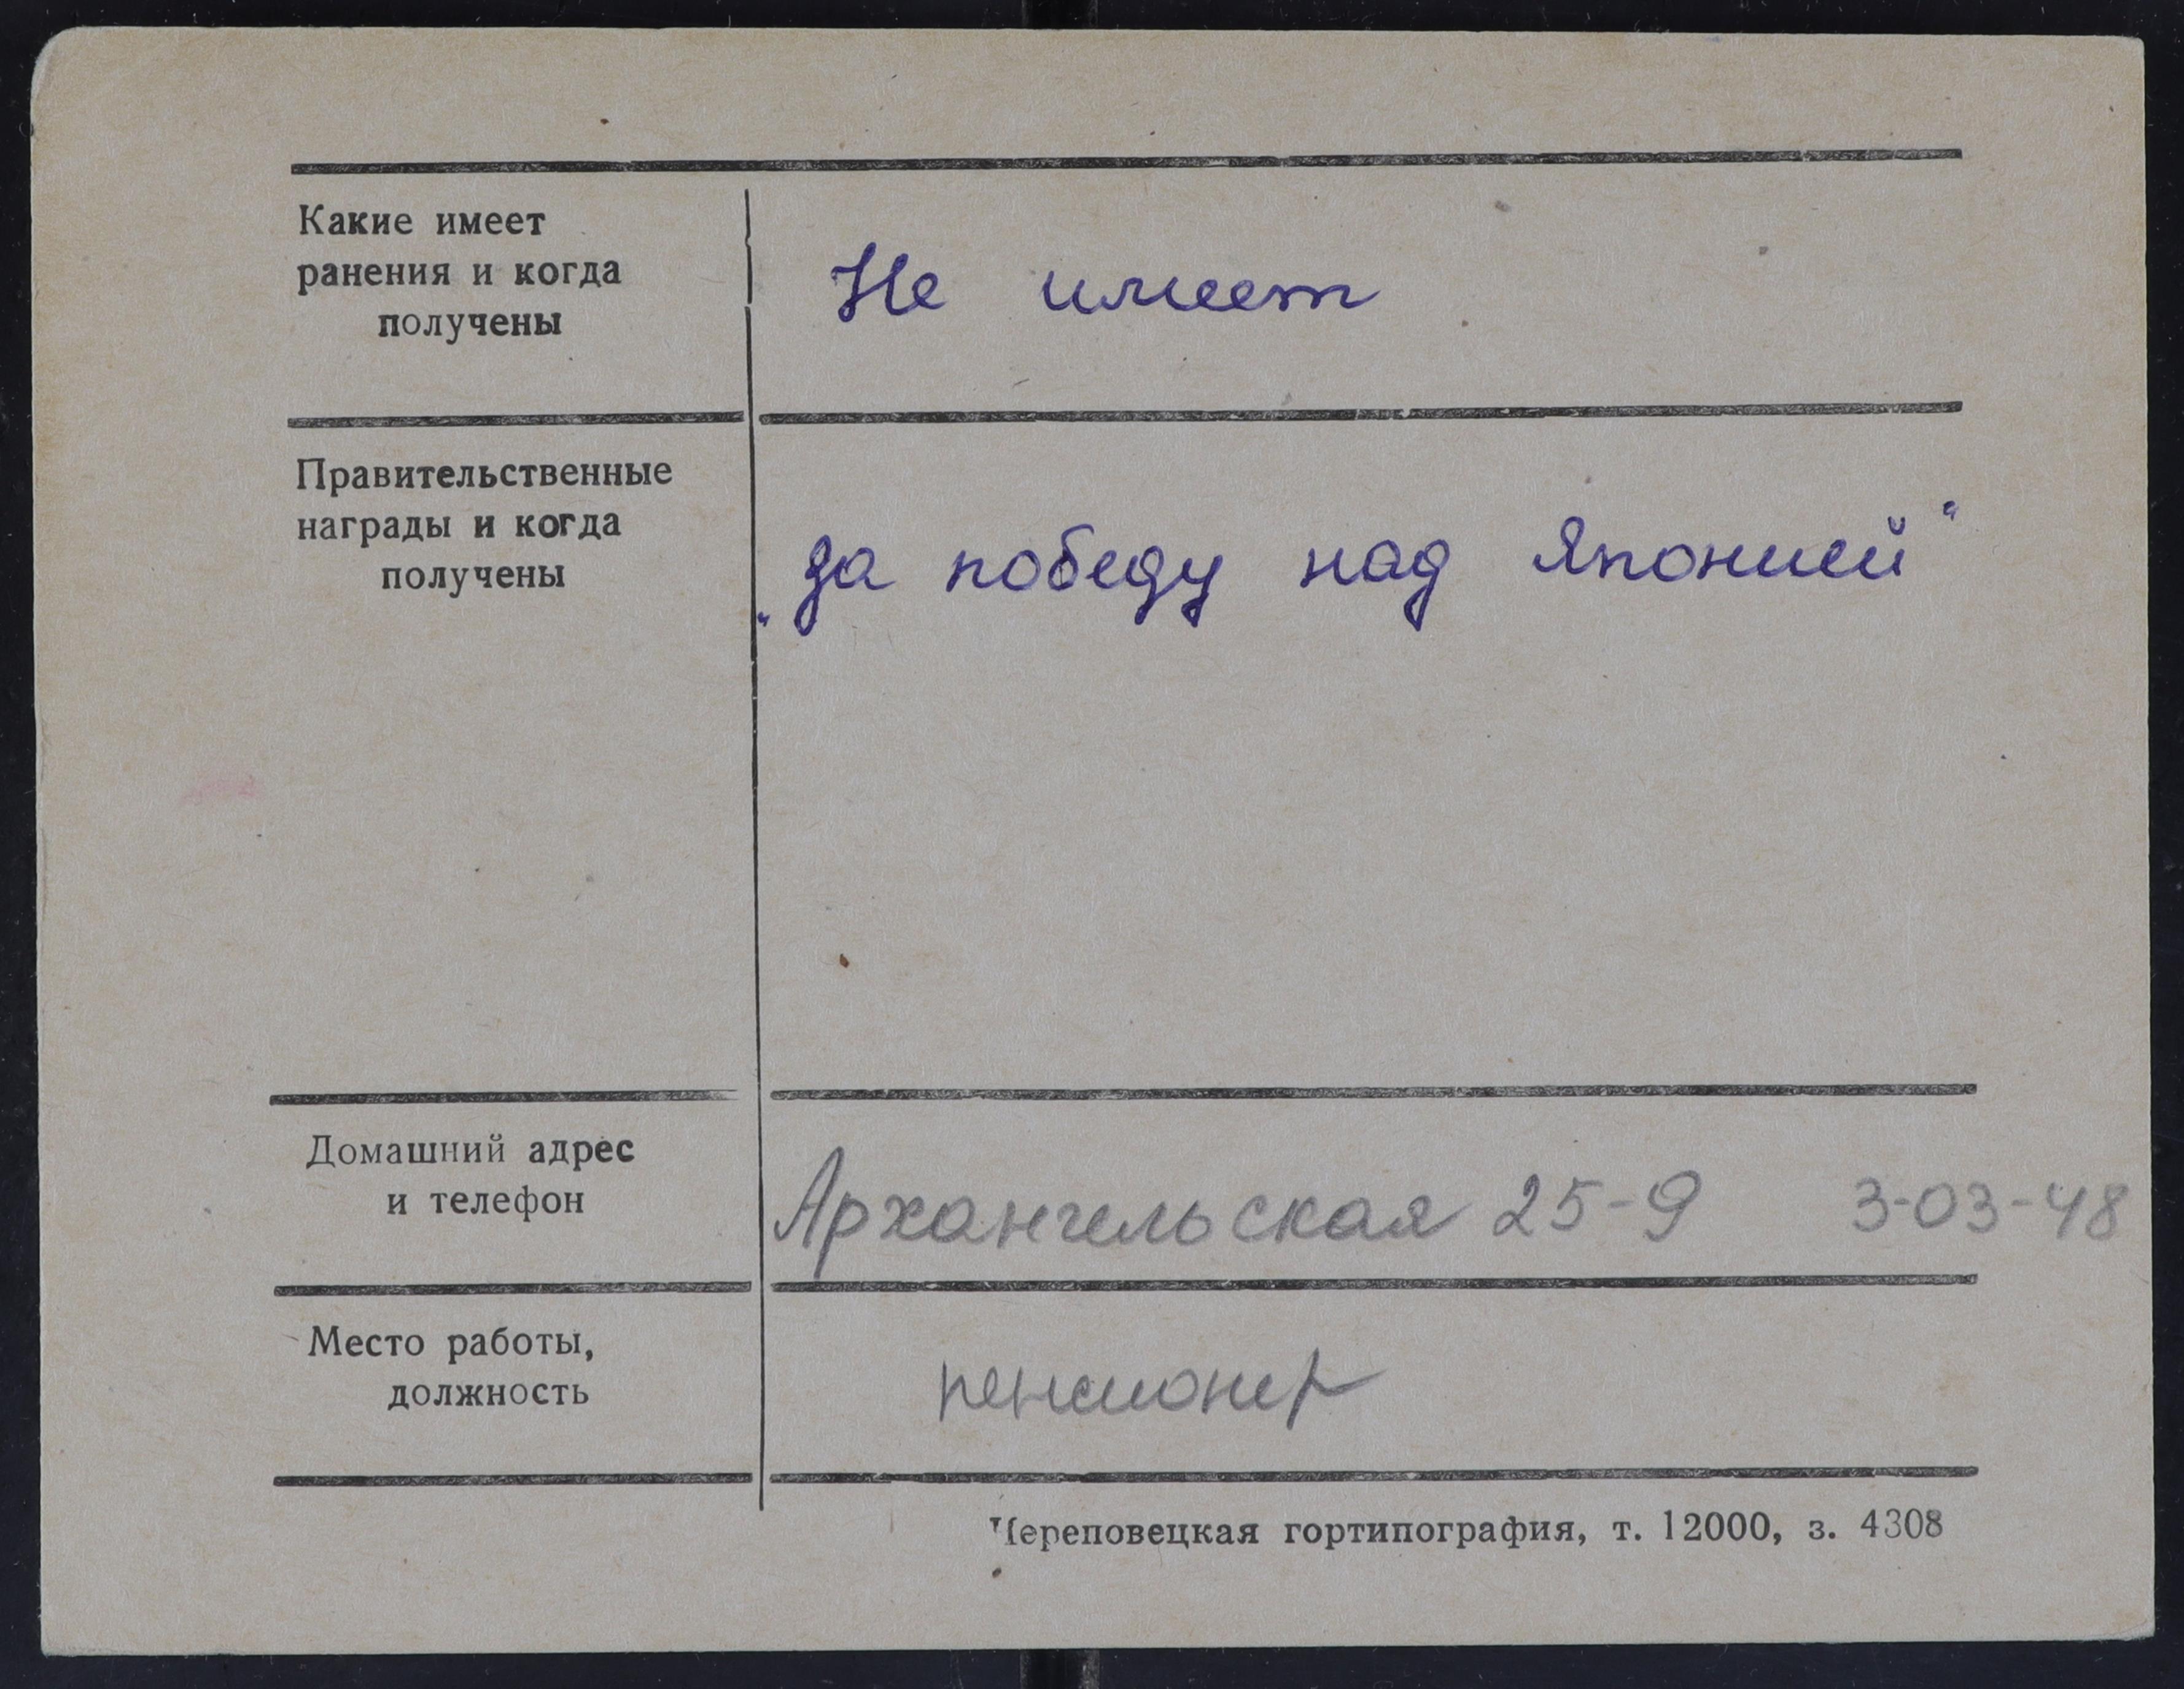 Какие имеет
ранения и когда
получены
Не имеет
Правительственные
награды и когда
получены
„за победу над Японией“
Домашний адрес
и телефон
Архангельская 25-9 3-03-48
Место работы,
должность
пенсионер
Череповецкая гортипография, т. 12000, з. 4308